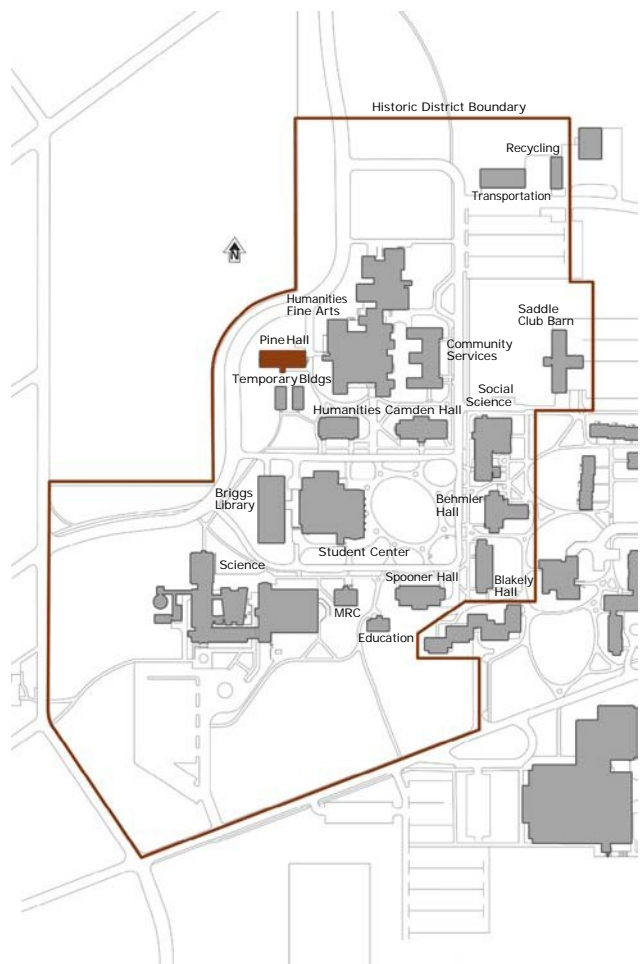 Historic District Boundary
Recycling
Transportation
N
Humanities
Fine Arts
Saddle
Club Barn
Pine Hall
Community
Services
Temporary Bldgs
Social
Science
Humanities
Camden Hall
Briggs
Library
Behmler
Hall
Student Center
Science
Spooner Hall
Blakely
Hall
MRC
Education